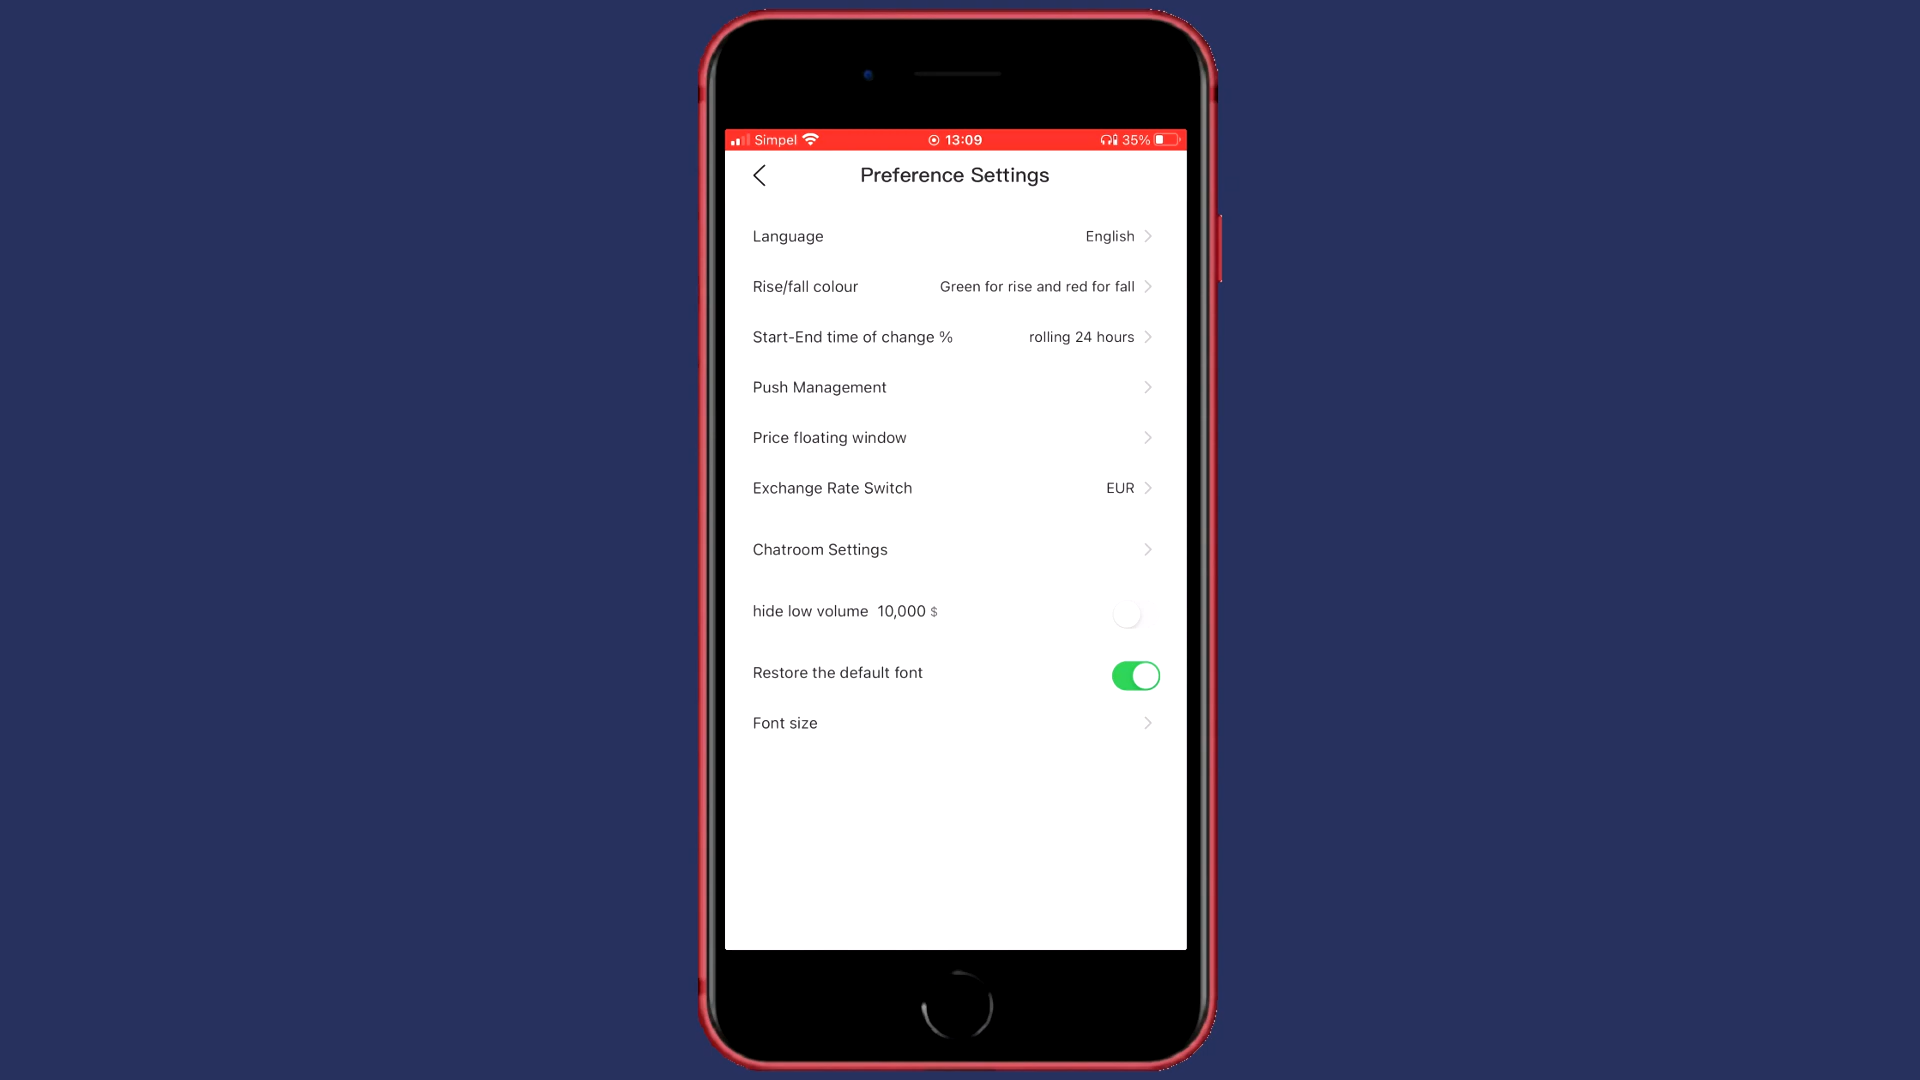 Simpel 13:09 35%
Preference Settings
Language English
Rise/fall colour Green for rise and red for fall
Start-End time of change % rolling 24 hours
Push Management
Price floating window
Exchange Rate Switch EUR
Chatroom Settings
hide low volume 10,000 $
Restore the default font
Font size